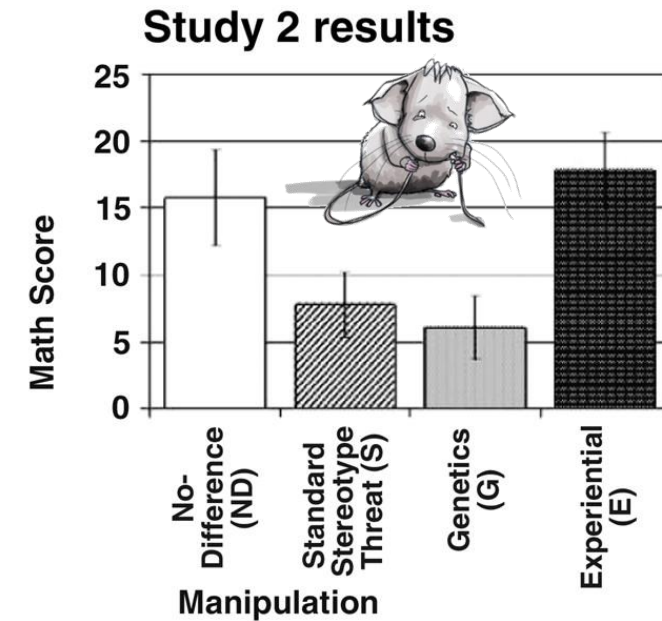 Study 2 results
25
20
15
10
5
0
Math Score
No-
Difference
(ND)
Standard
Stereotype
Threat (S)
Genetics
(G)
Experiential
(E)
Manipulation